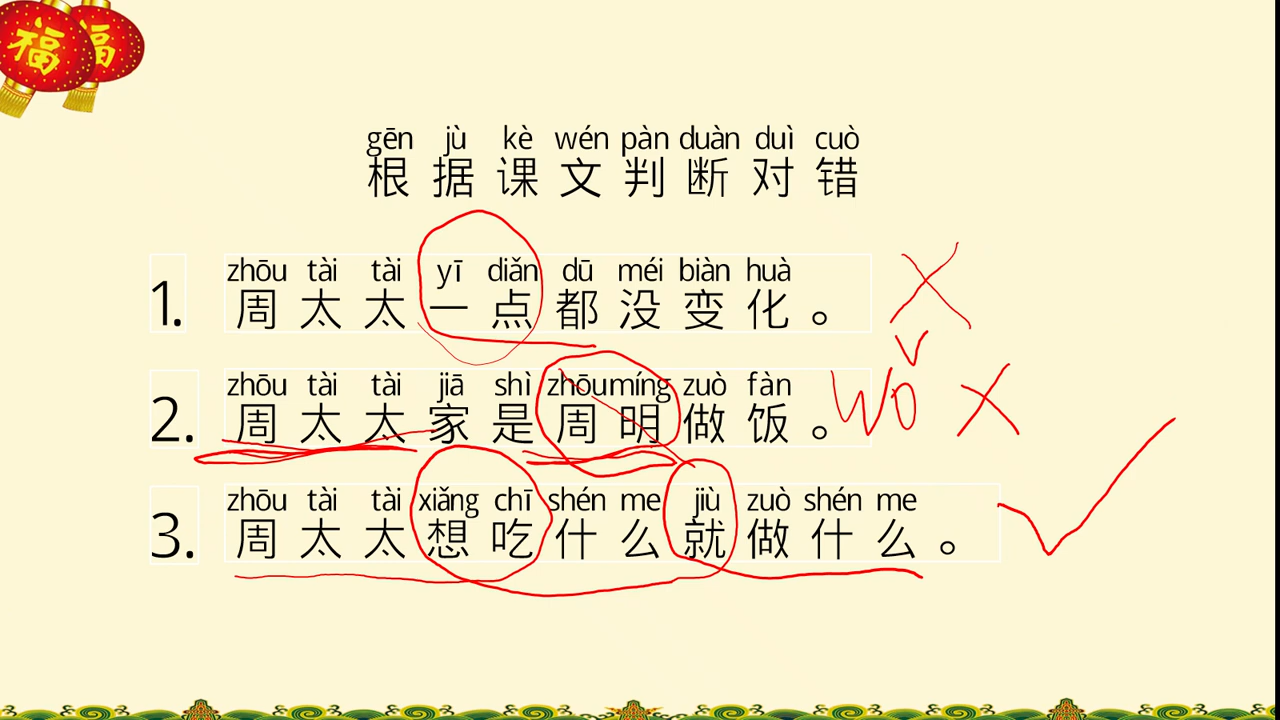 福 福
gēn jù kè wén pàn duàn duì cuò
根据课文判断对错
zhōu tài tài yī diǎn dū méi biàn huà
1. 周太太一点都没变化。
zhōu tài tài jiā shì zhōumíng zuò fàn
2. 周太太家是周明做饭。 wǒ
zhōu tài tài xiǎng chī shén me jiù zuò shén me
3. 周太太想吃什么就做什么。